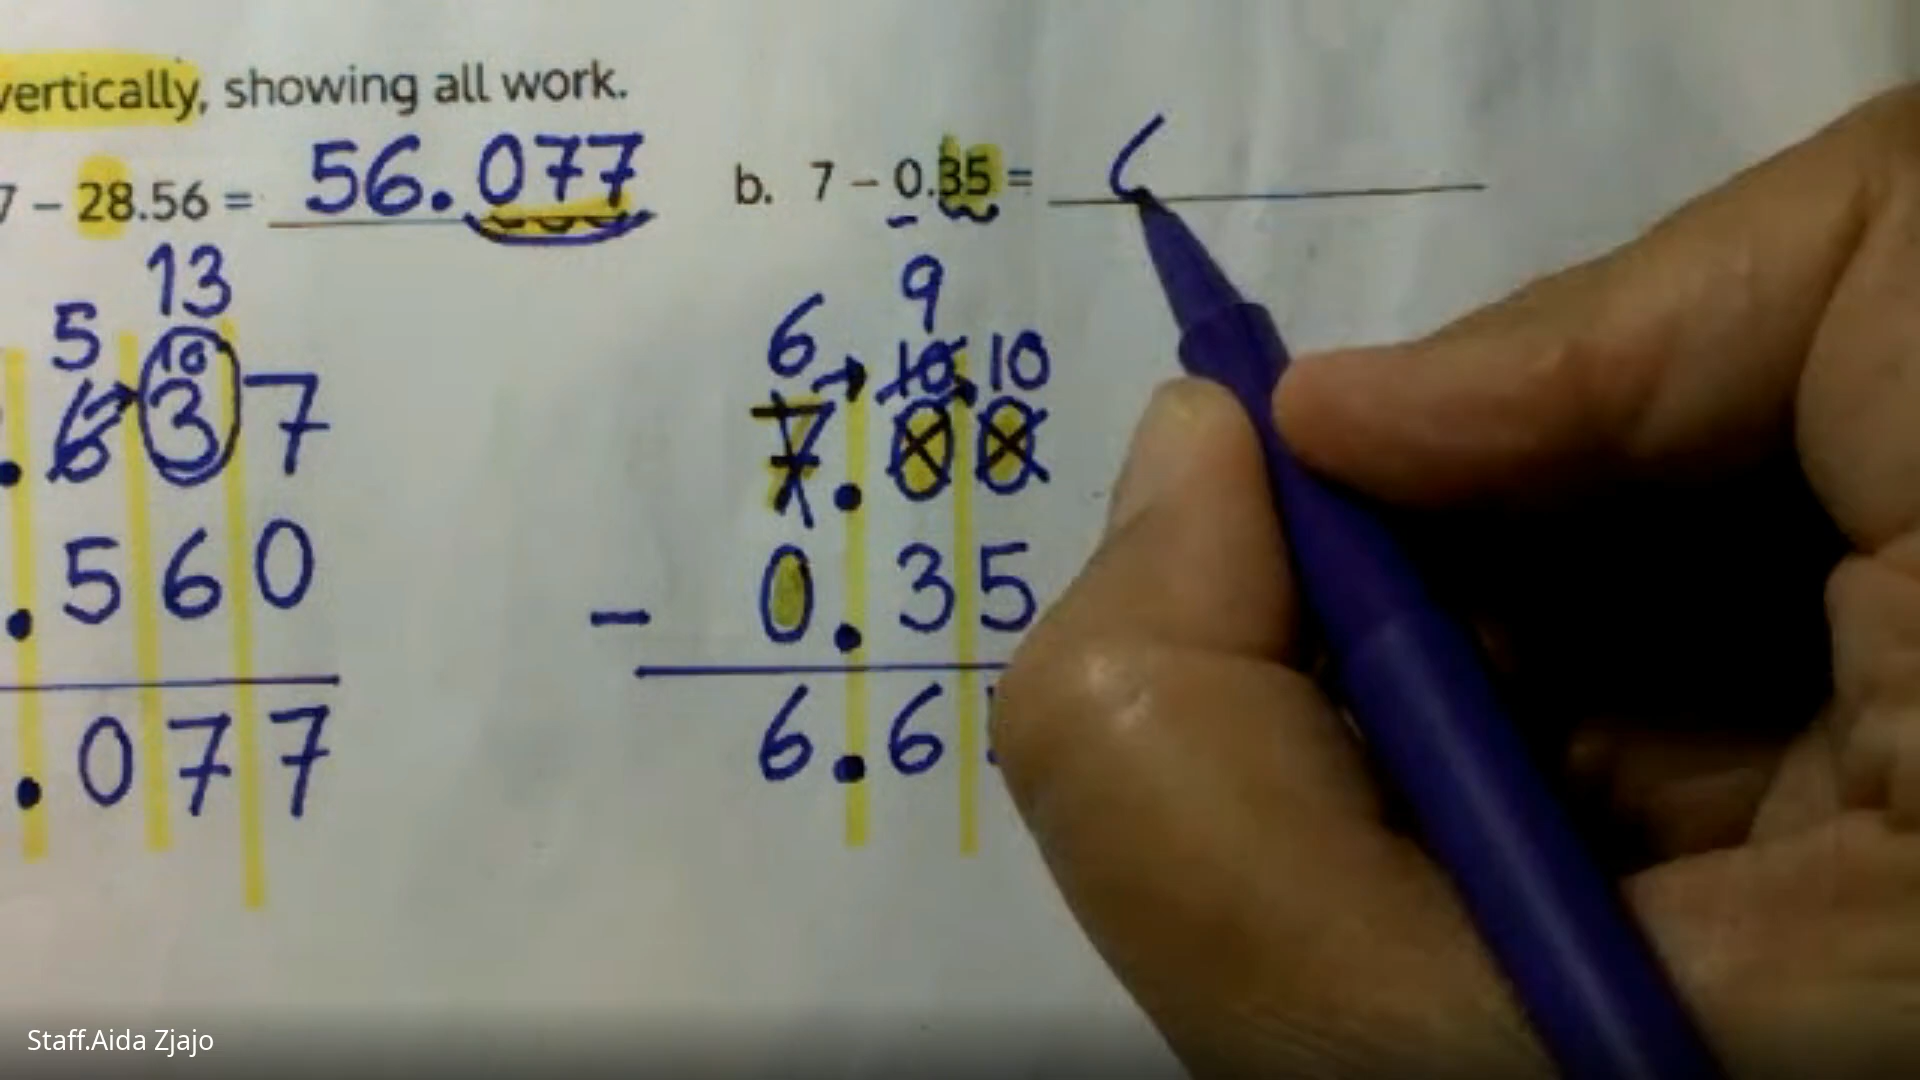 vertically, showing all work.
7 – 28.56 = 56.077
b. 7 – 0.35 = 6
13
5 10
. 6 3 7
. 5 6 0
. 0 7 7
9
6 10 10
7 . 0 0
– 0 . 3 5
6 . 6
Staff.Aida Zjajo